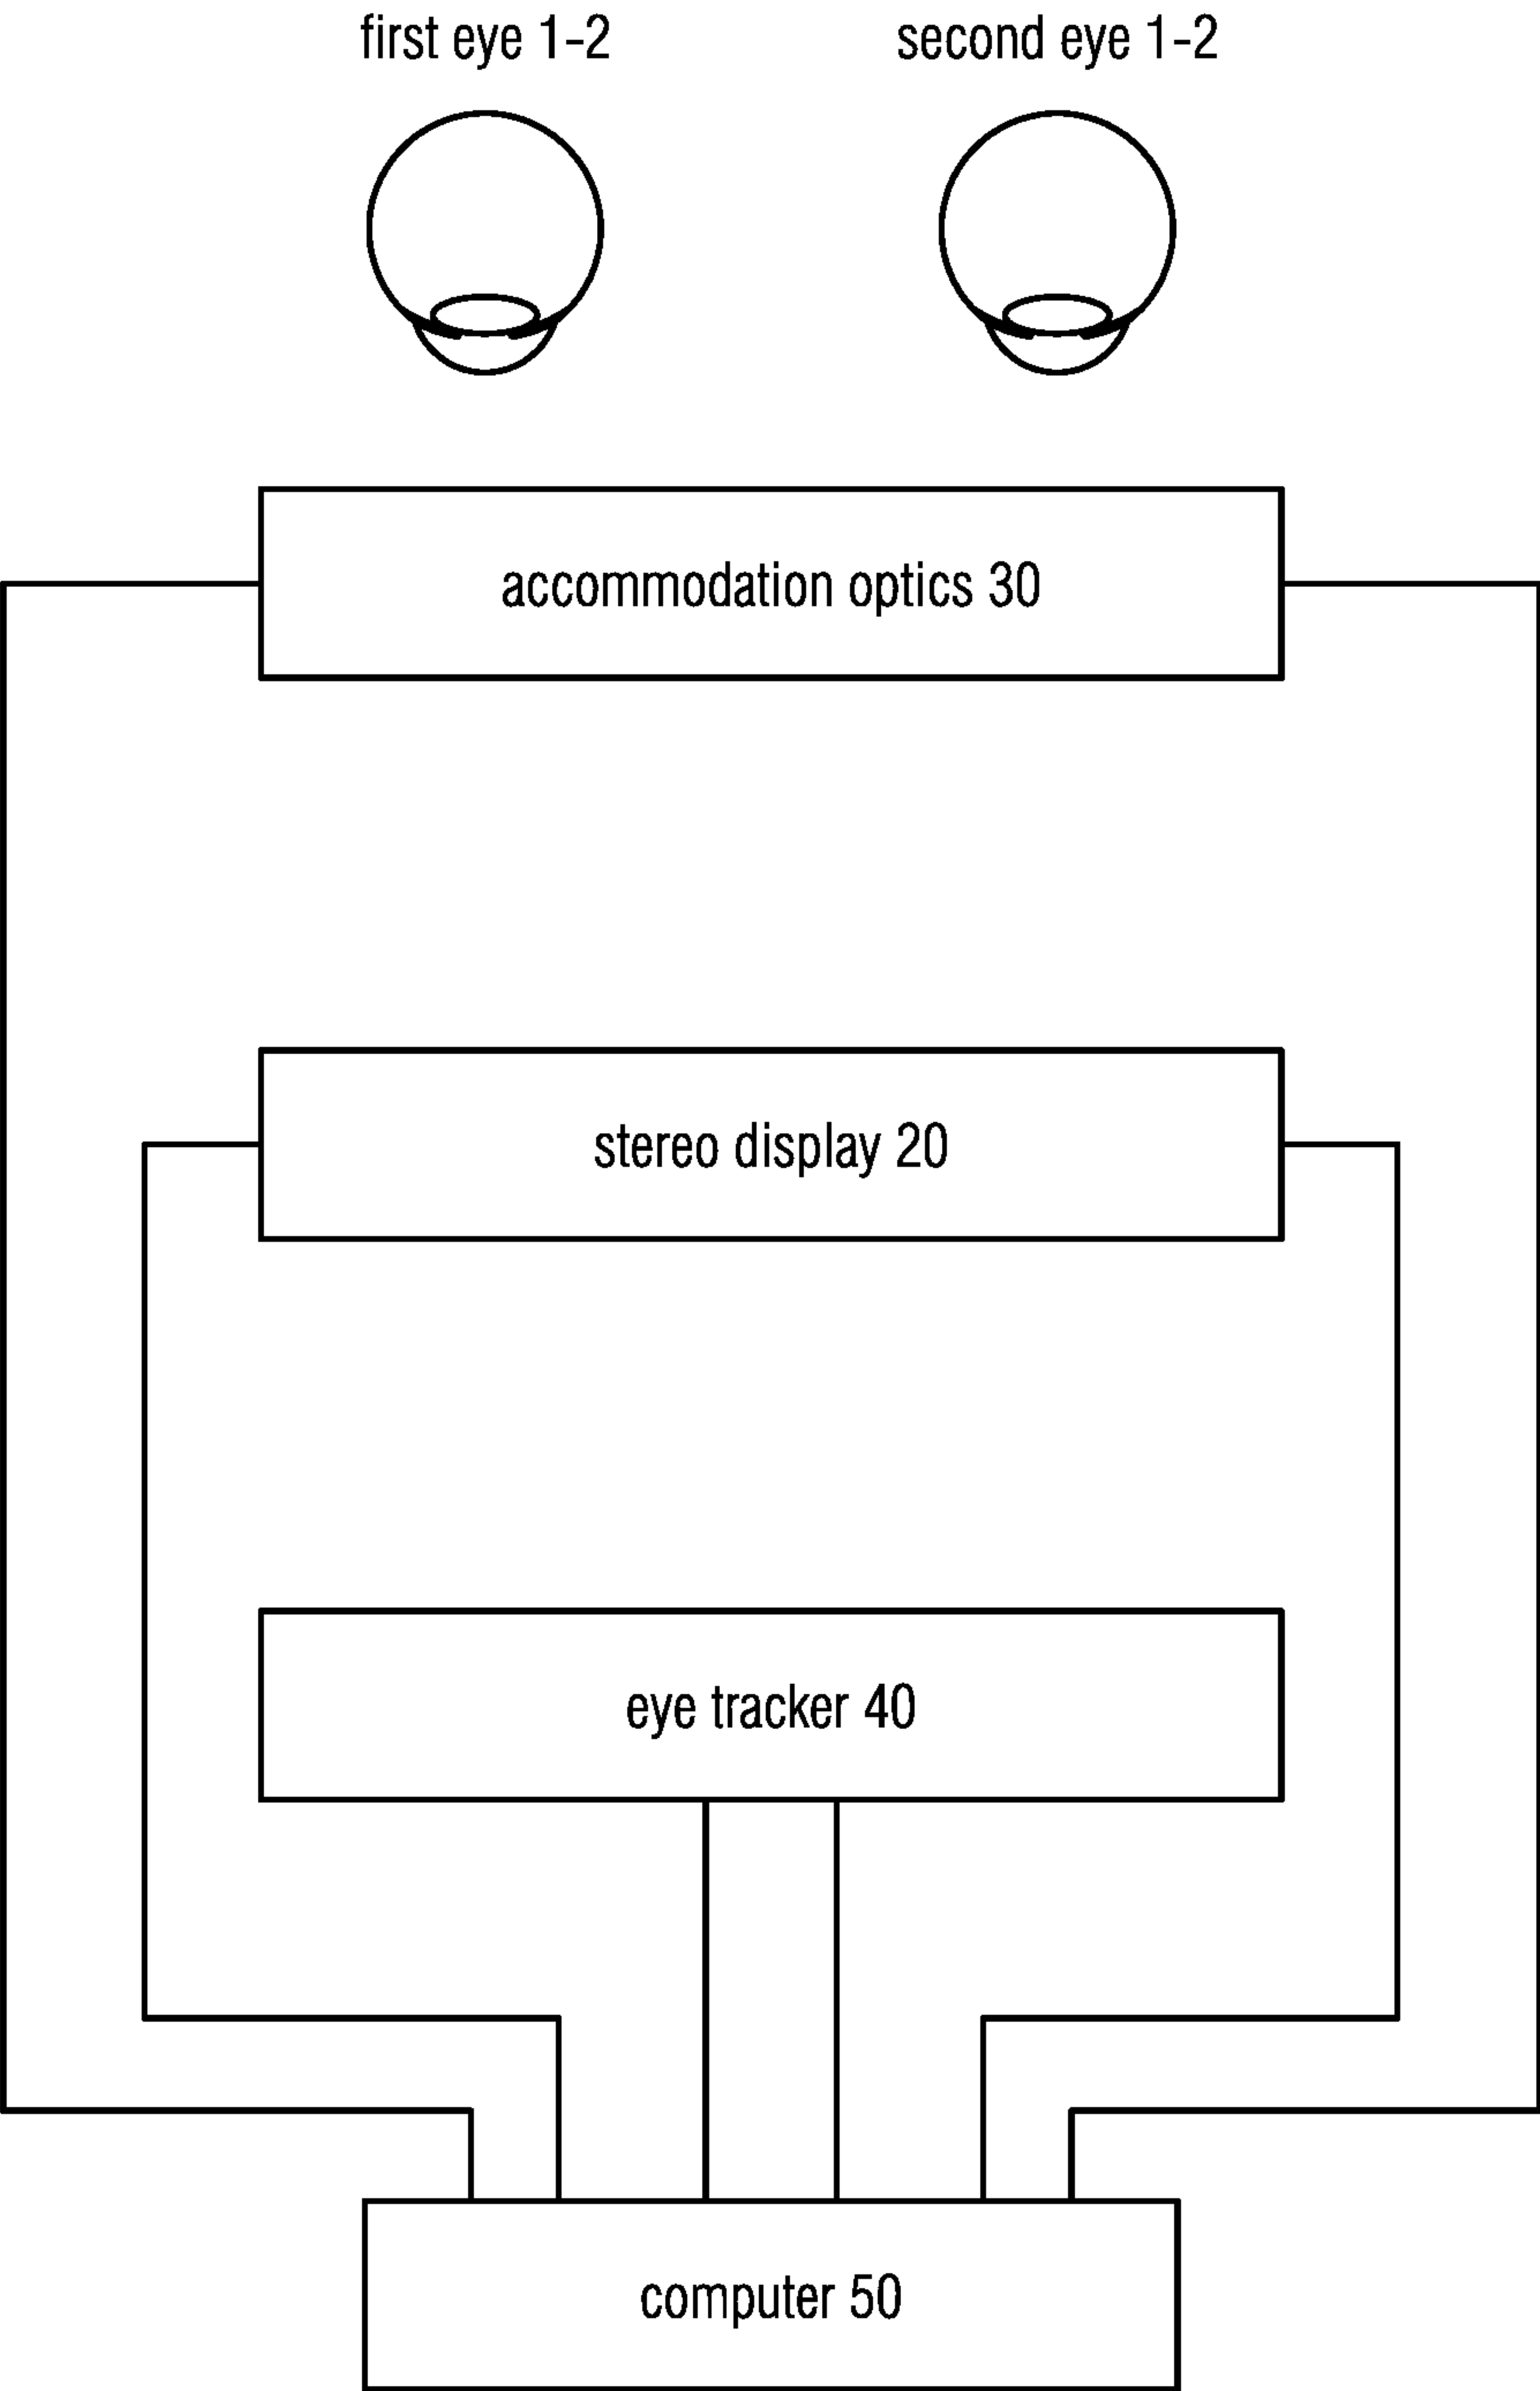 first eye 1-2
second eye 1-2
accommodation optics 30
stereo display 20
eye tracker 40
computer 50